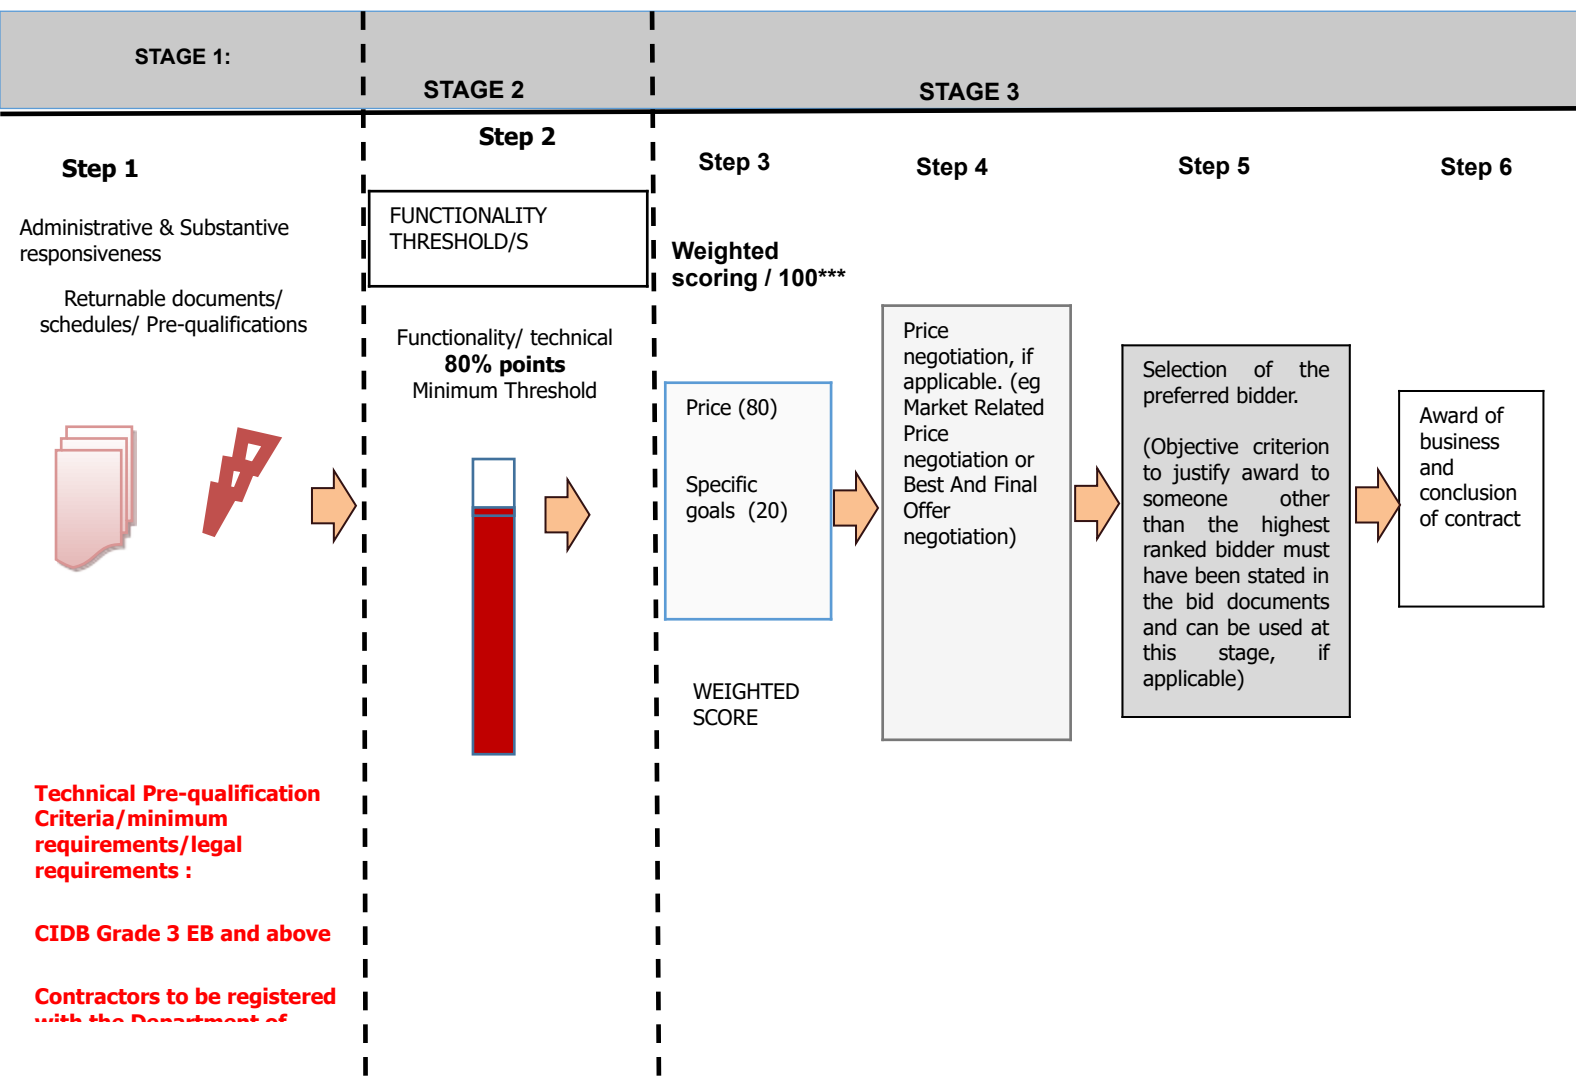 STAGE 1:
STAGE 2
STAGE 3
Step 1
Administrative & Substantive
responsiveness
Returnable documents/
schedules/ Pre-qualifications
Technical Pre-qualification
Criteria/minimum
requirements/legal
requirements :
CIDB Grade 3 EB and above
Contractors to be registered
with the Department of
Step 2
FUNCTIONALITY
THRESHOLD/S
Functionality/ technical
80% points
Minimum Threshold
Step 3
Weighted
scoring / 100***
Price (80)
Specific
goals (20)
WEIGHTED
SCORE
Step 4
Price
negotiation, if
applicable. (eg
Market Related
Price
negotiation or
Best And Final
Offer
negotiation)
Step 5
Selection of the
preferred bidder.
(Objective criterion
to justify award to
someone other
than the highest
ranked bidder must
have been stated in
the bid documents
and can be used at
this stage, if
applicable)
Step 6
Award of
business
and
conclusion
of contract